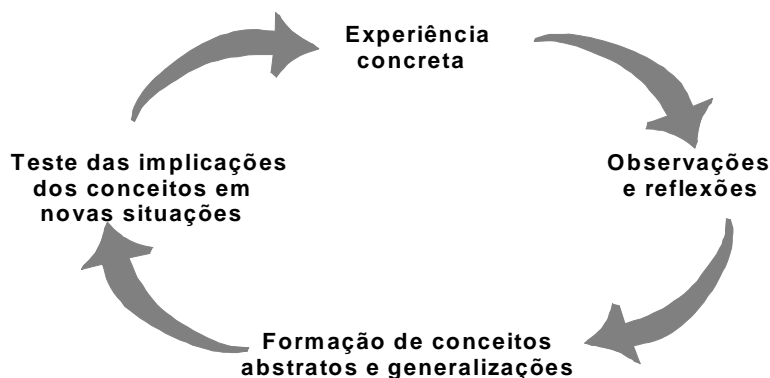 Experiência
concreta
Observações
e reflexões
Formação de conceitos
abstratos e generalizações
Teste das implicações
dos conceitos em
novas situações